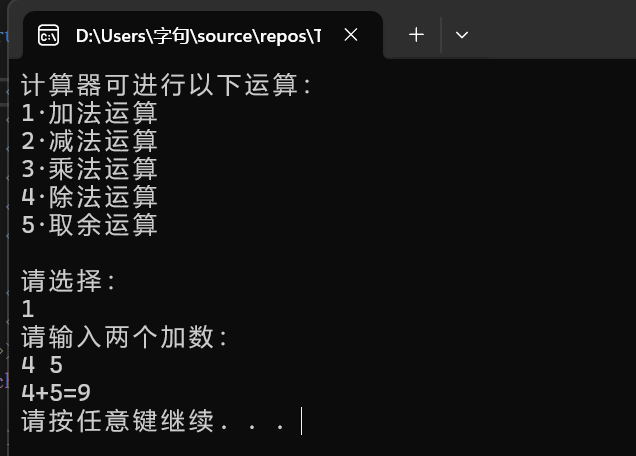 D:\Users\字句\source\repos\T
计算器可进行以下运算：
1·加法运算
2·减法运算
3·乘法运算
4·除法运算
5·取余运算
请选择：
1
请输入两个加数：
4 5
4+5=9
请按任意键继续. . .